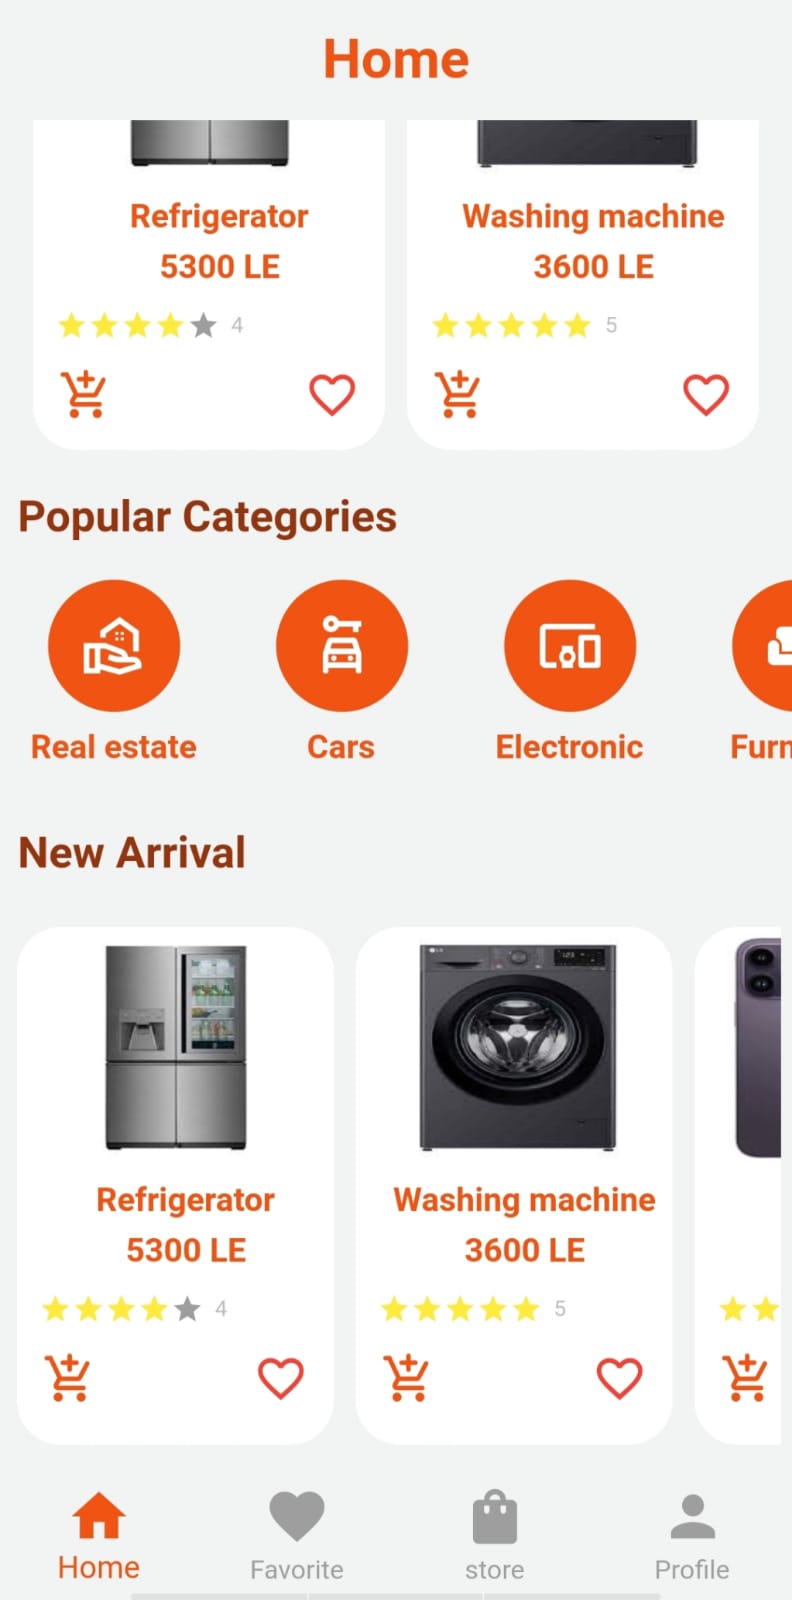 Home
Refrigerator
5300 LE
4
Washing machine
3600 LE
5
Popular Categories
Real estate
Cars
Electronic
Furn
New Arrival
Refrigerator
5300 LE
4
Washing machine
3600 LE
5
Home
Favorite
store
Profile